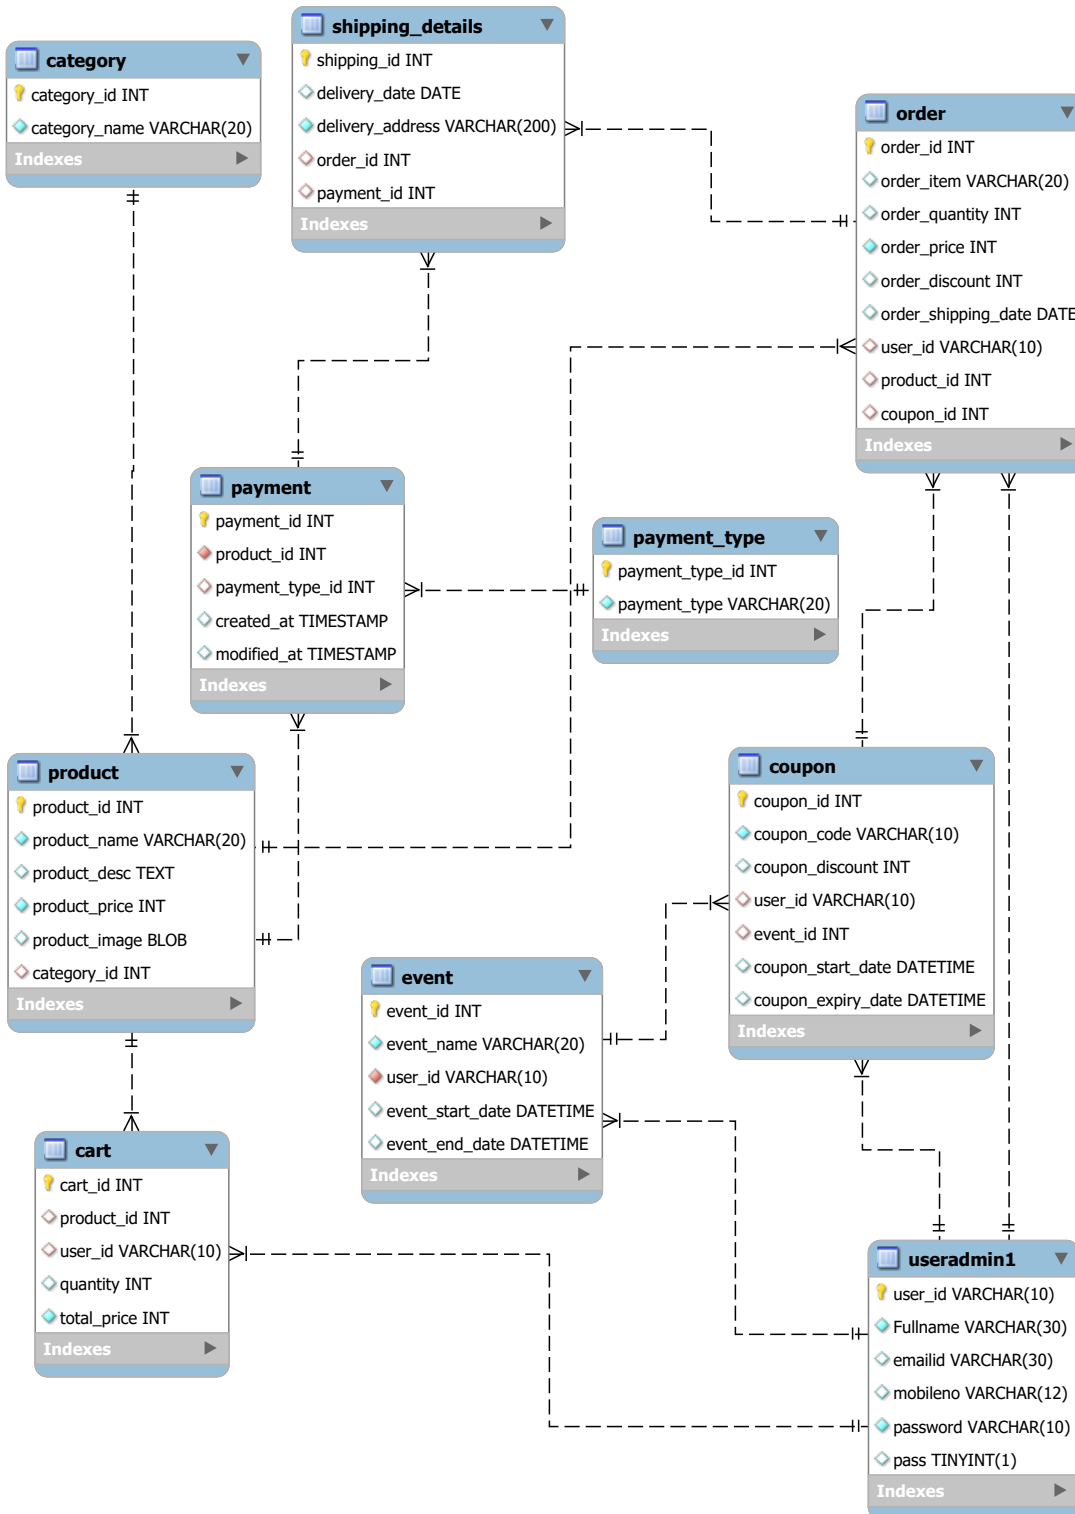 category
category_id INT
category_name VARCHAR(20)
Indexes
shipping_details
shipping_id INT
delivery_date DATE
delivery_address VARCHAR(200)
order_id INT
payment_id INT
Indexes
order
order_id INT
order_item VARCHAR(20)
order_quantity INT
order_price INT
order_discount INT
order_shipping_date DATE
user_id VARCHAR(10)
product_id INT
coupon_id INT
Indexes
payment
payment_id INT
product_id INT
payment_type_id INT
created_at TIMESTAMP
modified_at TIMESTAMP
Indexes
payment_type
payment_type_id INT
payment_type VARCHAR(20)
Indexes
product
product_id INT
product_name VARCHAR(20)
product_desc TEXT
product_price INT
product_image BLOB
category_id INT
Indexes
coupon
coupon_id INT
coupon_code VARCHAR(10)
coupon_discount INT
user_id VARCHAR(10)
event_id INT
coupon_start_date DATETIME
coupon_expiry_date DATETIME
Indexes
event
event_id INT
event_name VARCHAR(20)
user_id VARCHAR(10)
event_start_date DATETIME
event_end_date DATETIME
Indexes
cart
cart_id INT
product_id INT
user_id VARCHAR(10)
quantity INT
total_price INT
Indexes
useradmin1
user_id VARCHAR(10)
Fullname VARCHAR(30)
emailid VARCHAR(30)
mobileno VARCHAR(12)
password VARCHAR(10)
pass TINYINT(1)
Indexes